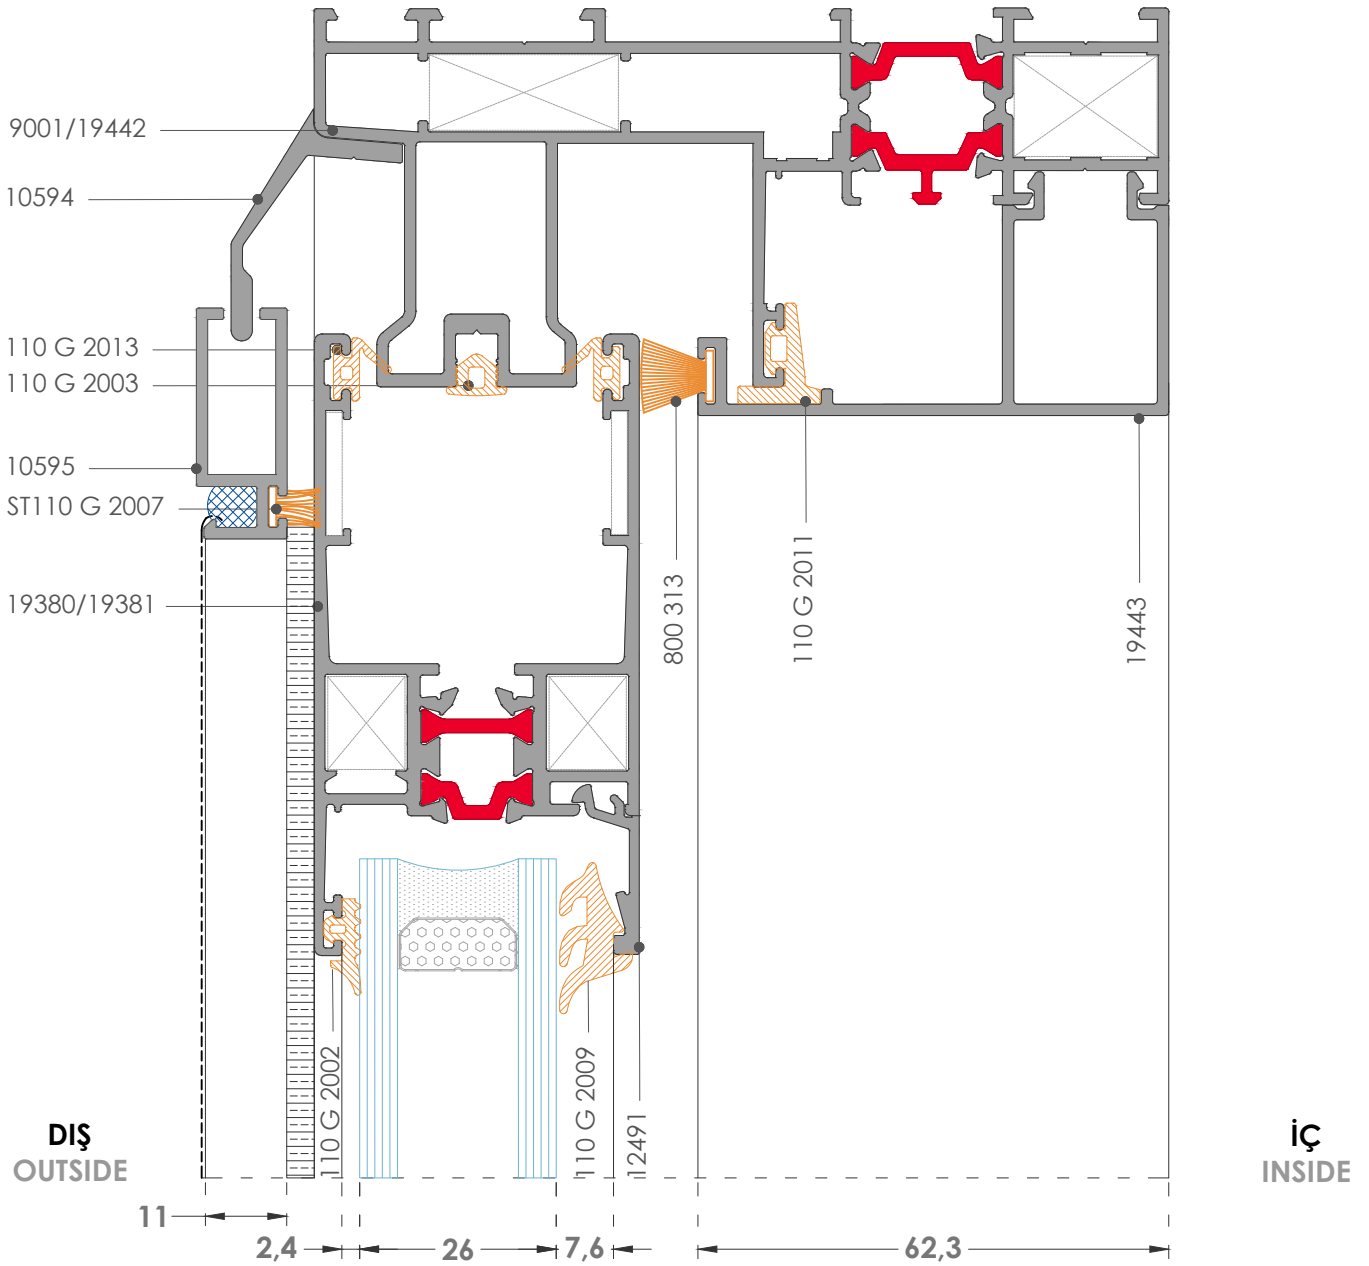 9001/19442
10594
110 G 2013
110 G 2003
10595
ST110 G 2007
19380/19381
800 313
110 G 2011
19443
110 G 2002
110 G 2009
12491
DIŞ
OUTSIDE
İÇ
INSIDE
11
2,4
26
7,6
62,3